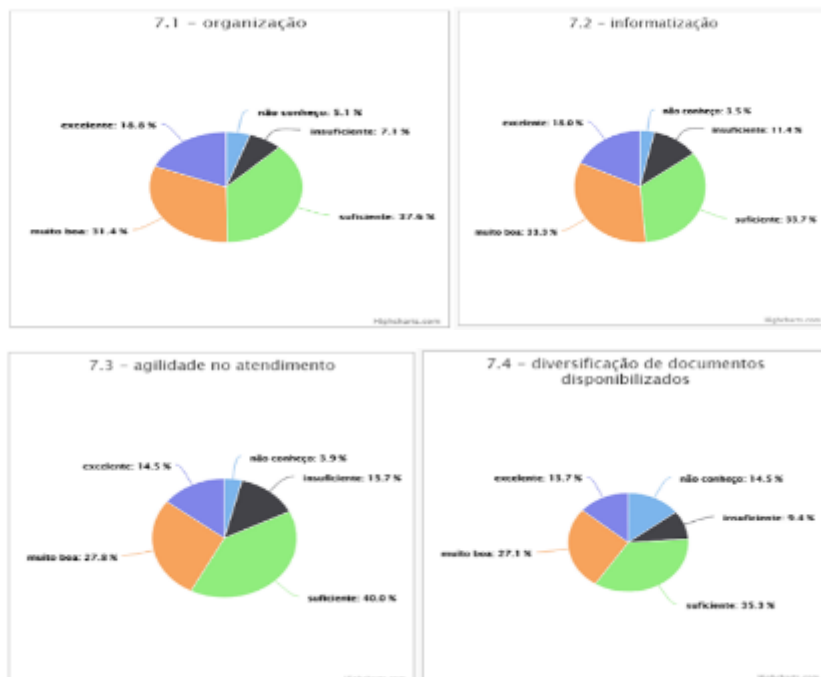 7.1 – organização
não conheço: 5.1 %
excelente: 18.8 %
insuficiente: 7.1 %
suficiente: 37.6 %
muito boa: 31.4 %
Highcharts.com
7.2 – informatização
não conheço: 3.5 %
excelente: 18.0 %
insuficiente: 11.4 %
suficiente: 33.7 %
muito boa: 33.3 %
Highcharts.com
7.3 – agilidade no atendimento
não conheço: 3.9 %
excelente: 14.5 %
insuficiente: 13.7 %
muito boa: 27.8 %
suficiente: 40.0 %
7.4 – diversificação de documentos
disponibilizados
excelente: 13.7 %
não conheço: 14.5 %
insuficiente: 9.4 %
muito boa: 27.1 %
suficiente: 35.3 %